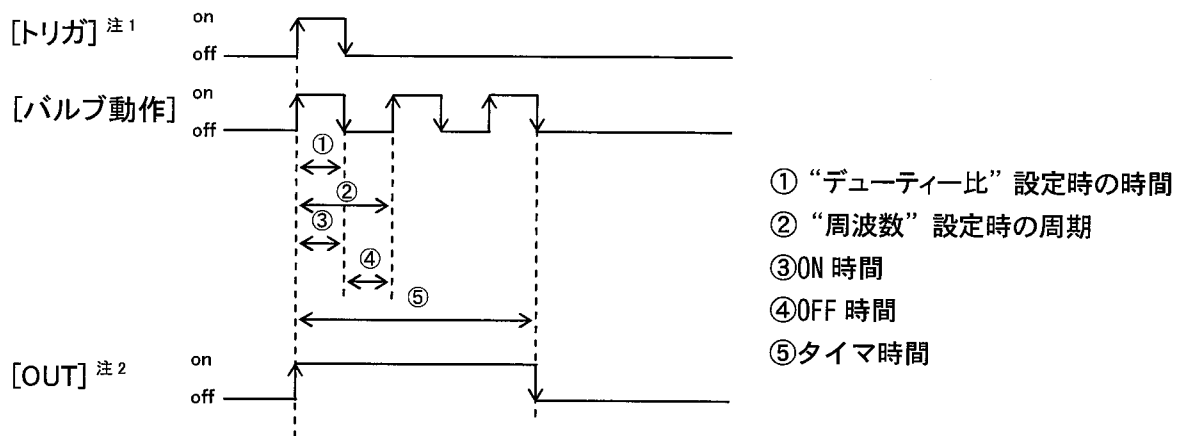 [トリガ] 注1
on
off
[バルブ動作]
on
off
①
②
③
④
⑤
[OUT] 注2
on
off
① “デューティー比” 設定時の時間
② “周波数” 設定時の周期
③ON 時間
④OFF 時間
⑤タイマ時間